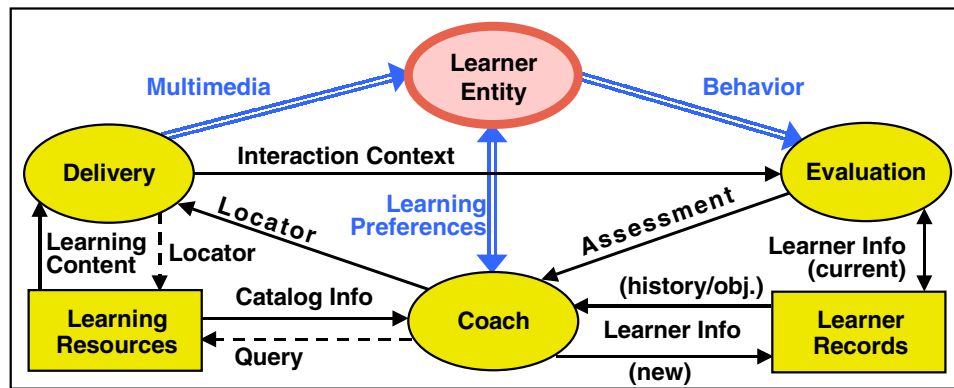 Learner
Entity
Multimedia
Behavior
Interaction Context
Delivery
Evaluation
Learning
Preferences
Locator
Assessment
Learning
Content
Locator
Learner Info
(current)
Catalog Info
(history/obj.)
Learning
Resources
Coach
Learner Info
Learner
Records
Query
(new)